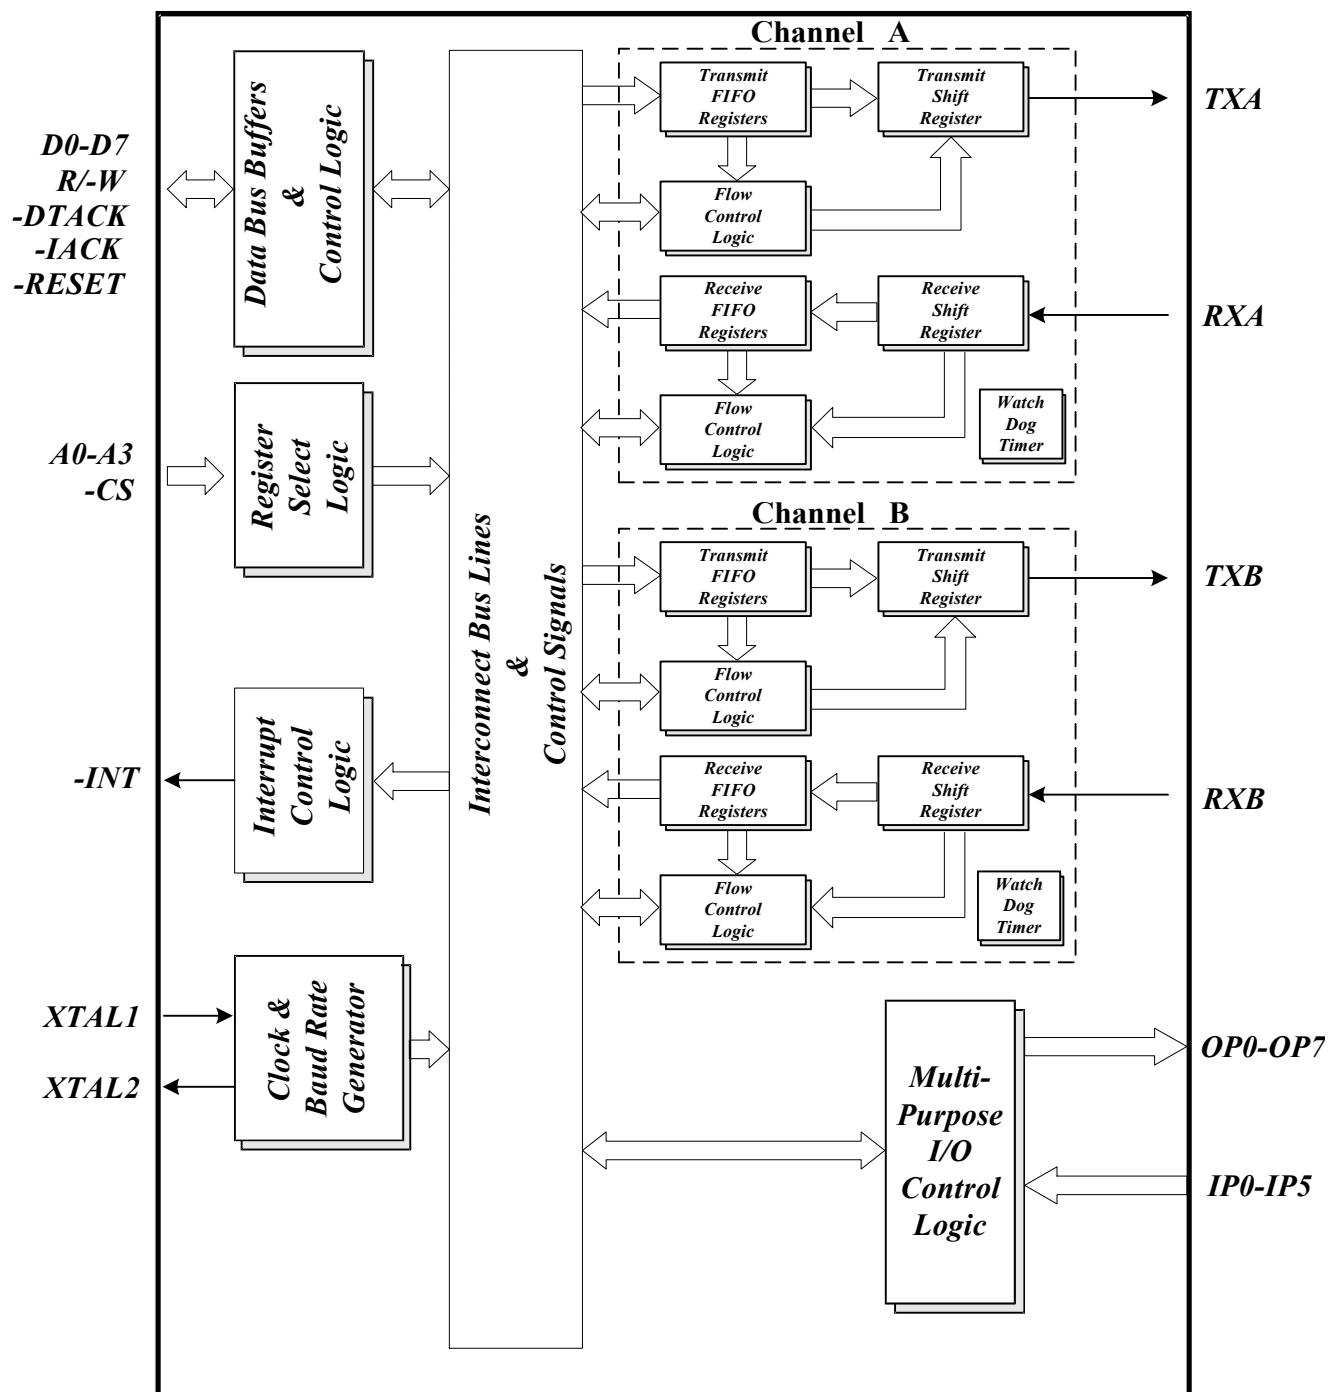 D0-D7
R/-W
-DTACK
-IACK
-RESET
A0-A3
-CS
-INT
XTAL1
XTAL2
Data Bus Buffers
&
Control Logic
Register
Select
Logic
Interrupt
Control
Logic
Clock &
Baud Rate
Generator
Interconnect Bus Lines
&
Control Signals
Channel A
Transmit
FIFO
Registers
Transmit
Shift
Register
Flow
Control
Logic
Receive
FIFO
Registers
Receive
Shift
Register
Flow
Control
Logic
Watch
Dog
Timer
Channel B
Transmit
FIFO
Registers
Transmit
Shift
Register
Flow
Control
Logic
Receive
FIFO
Registers
Receive
Shift
Register
Flow
Control
Logic
Watch
Dog
Timer
Multi-
Purpose
I/O
Control
Logic
TXA
RXA
TXB
RXB
OP0-OP7
IP0-IP5